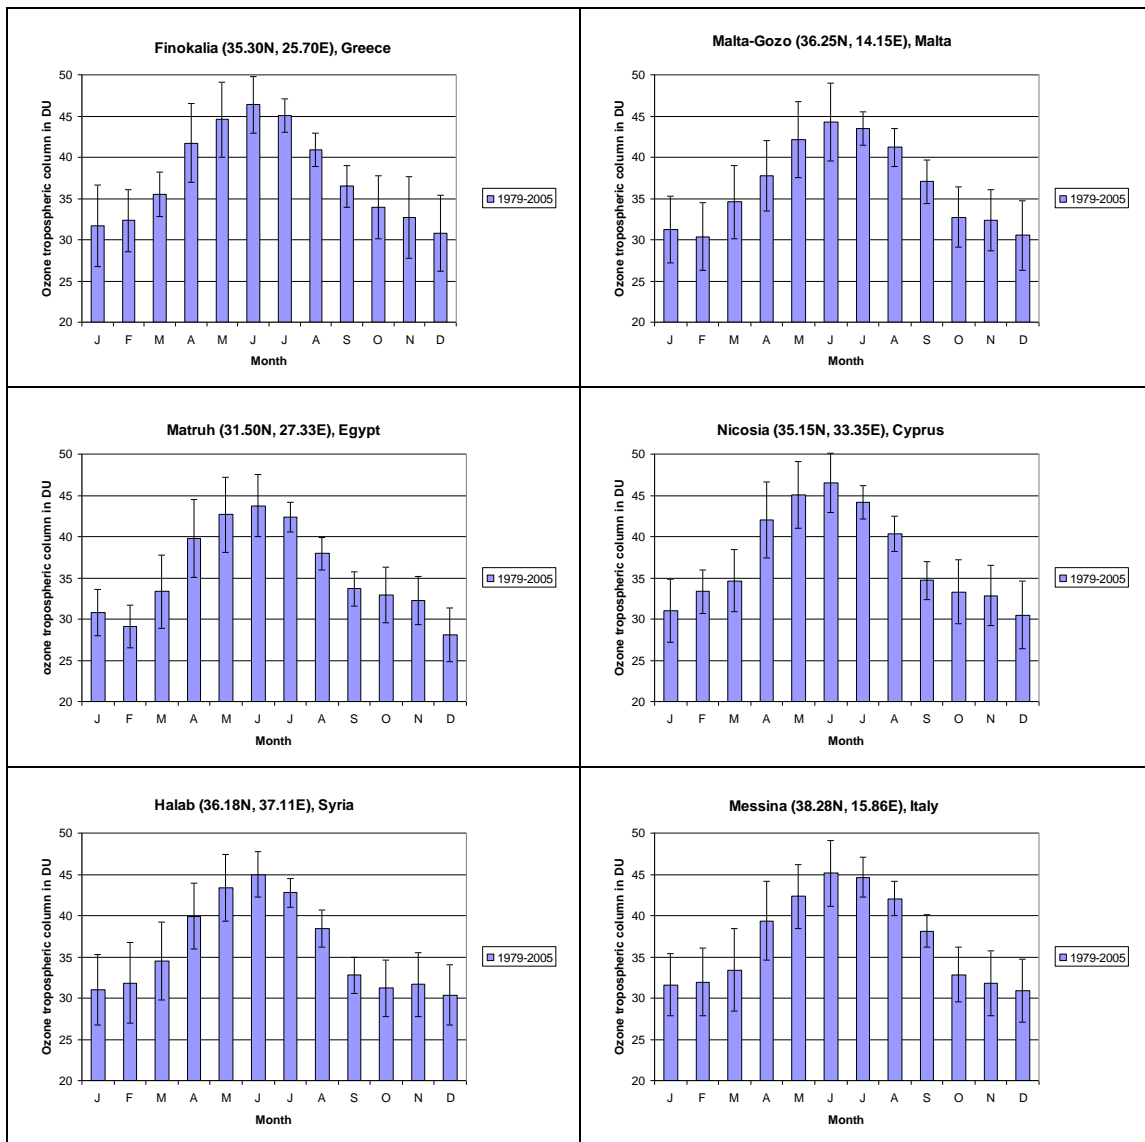 Finokalia (35.30N, 25.70E), Greece
Ozone tropospheric column in DU
50
45
40
35
30
25
20
J F M A M J J A S O N D
Month
1979-2005
Malta-Gozo (36.25N, 14.15E), Malta
Ozone tropospheric column in DU
50
45
40
35
30
25
20
J F M A M J J A S O N D
Month
1979-2005
Matruh (31.50N, 27.33E), Egypt
ozone tropospheric column in DU
50
45
40
35
30
25
20
J F M A M J J A S O N D
Month
1979-2005
Nicosia (35.15N, 33.35E), Cyprus
Ozone tropospheric column in DU
50
45
40
35
30
25
20
J F M A M J J A S O N D
Month
1979-2005
Halab (36.18N, 37.11E), Syria
Ozone tropospheric column in DU
50
45
40
35
30
25
20
J F M A M J J A S O N D
Month
1979-2005
Messina (38.28N, 15.86E), Italy
Ozone tropospheric column in DU
50
45
40
35
30
25
20
J F M A M J J A S O N D
Month
1979-2005